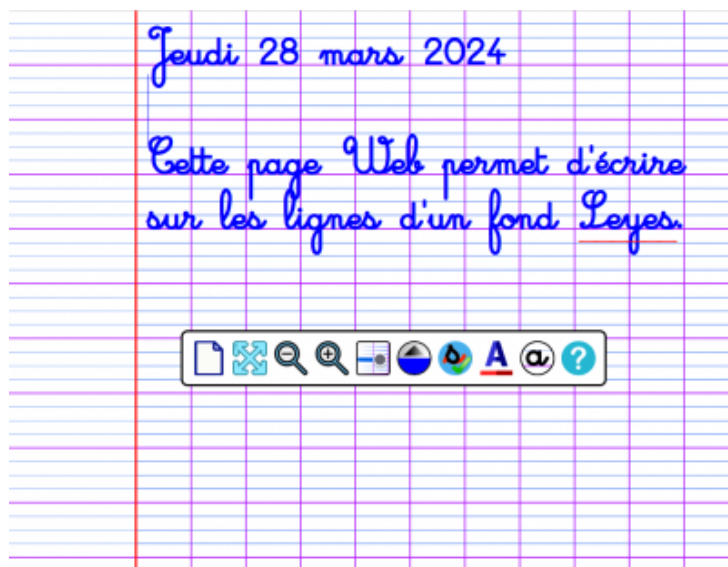 Jeudi 28 mars 2024
Cette page Web permet d'écrire
sur les lignes d'un fond Seyes.
A a ?